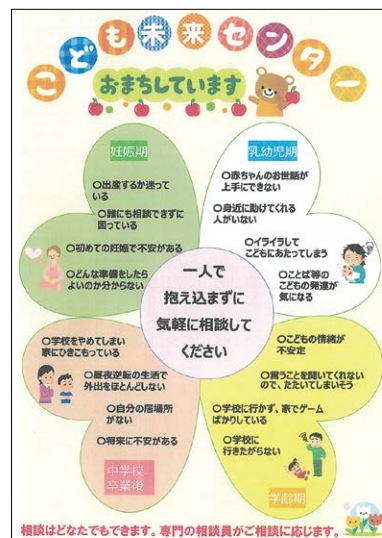 こども未来センター
おまちしています
妊娠期
○出産するか迷って
いる
○誰にも相談できずに
困っている
○初めての妊娠で不安がある
○どんな準備をしたら
よいのか分からない
乳幼児期
○赤ちゃんのお世話が
上手にできない
○身近に助けてくれる
人がいない
○イライラして
こどもにあたってしまう
○ことば等の
こどもの発達が
気になる
一人で
抱え込まずに
気軽に相談して
ください
○学校をやめてしまい
家にひきこもっている
○昼夜逆転の生活で
外出をほとんどしない
○自分の居場所
がない
○将来に不安がある
中学校
卒業後
○こどもの情緒が
不安定
○言うことを聞いてくれない
ので、たたいてしまいそう
○学校に行かず、家でゲーム
ばかりしている
○学校に
行きたがらない
学齢期
相談はどなたでもできます。専門の相談員がご相談に応じます。